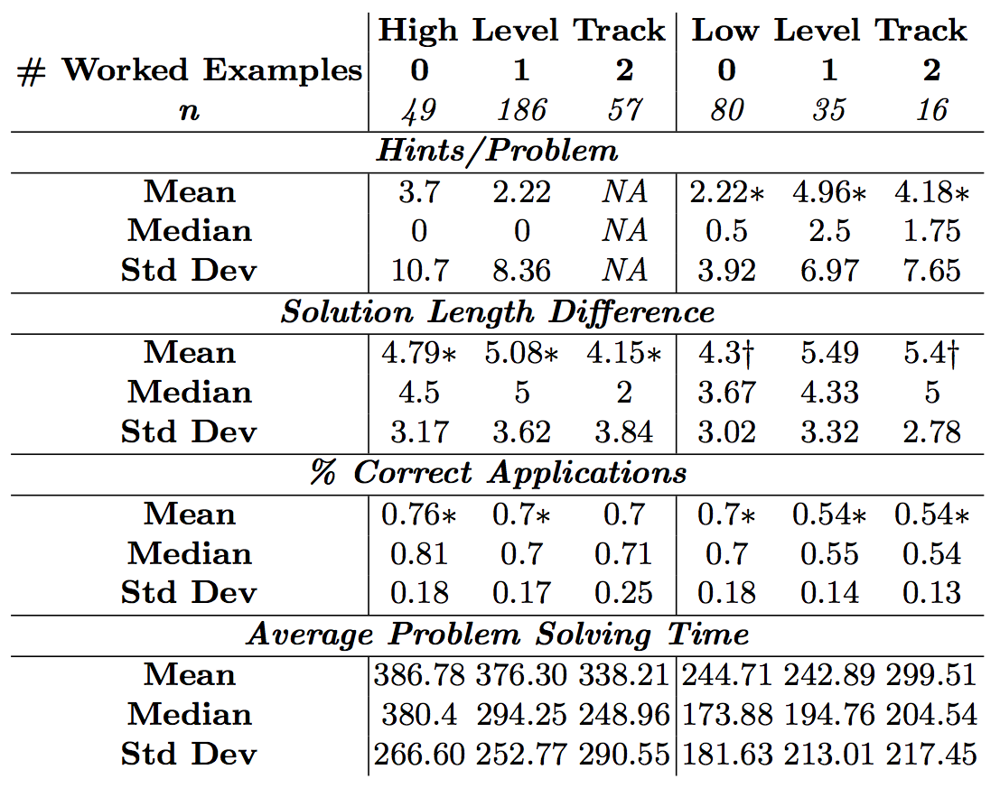 High Level Track Low Level Track
# Worked Examples 0 1 2 0 1 2
n 49 186 57 80 35 16
Hints/Problem
Mean 3.7 2.22 NA 2.22* 4.96* 4.18*
Median 0 0 NA 0.5 2.5 1.75
Std Dev 10.7 8.36 NA 3.92 6.97 7.65
Solution Length Difference
Mean 4.79* 5.08* 4.15* 4.3† 5.49 5.4†
Median 4.5 5 2 3.67 4.33 5
Std Dev 3.17 3.62 3.84 3.02 3.32 2.78
% Correct Applications
Mean 0.76* 0.7* 0.7 0.7* 0.54* 0.54*
Median 0.81 0.7 0.71 0.7 0.55 0.54
Std Dev 0.18 0.17 0.25 0.18 0.14 0.13
Average Problem Solving Time
Mean 386.78 376.30 338.21 244.71 242.89 299.51
Median 380.4 294.25 248.96 173.88 194.76 204.54
Std Dev 266.60 252.77 290.55 181.63 213.01 217.45